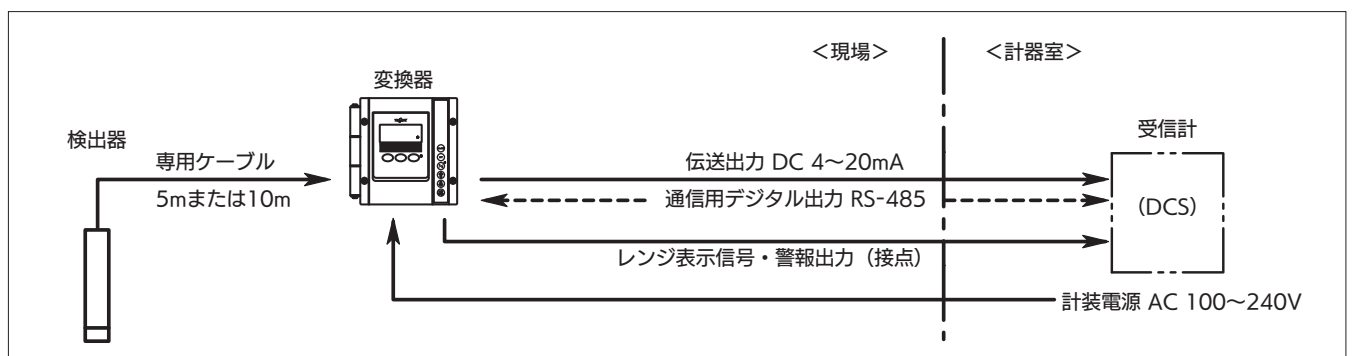 ＜現場＞
＜計器室＞
変換器
検出器
受信計
専用ケーブル
伝送出力 DC 4～20mA
5mまたは10m
通信用デジタル出力 RS-485
(DCS)
レンジ表示信号・警報出力（接点）
計装電源 AC 100～240V